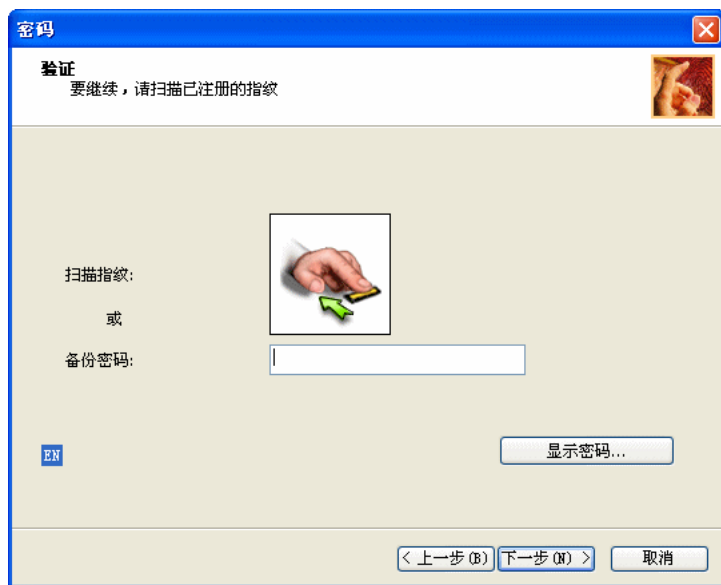 密码
验证
要继续，请扫描已注册的指纹
扫描指纹:
或
备份密码:
EN
显示密码...
< 上一步(B)
下一步(N) >
取消